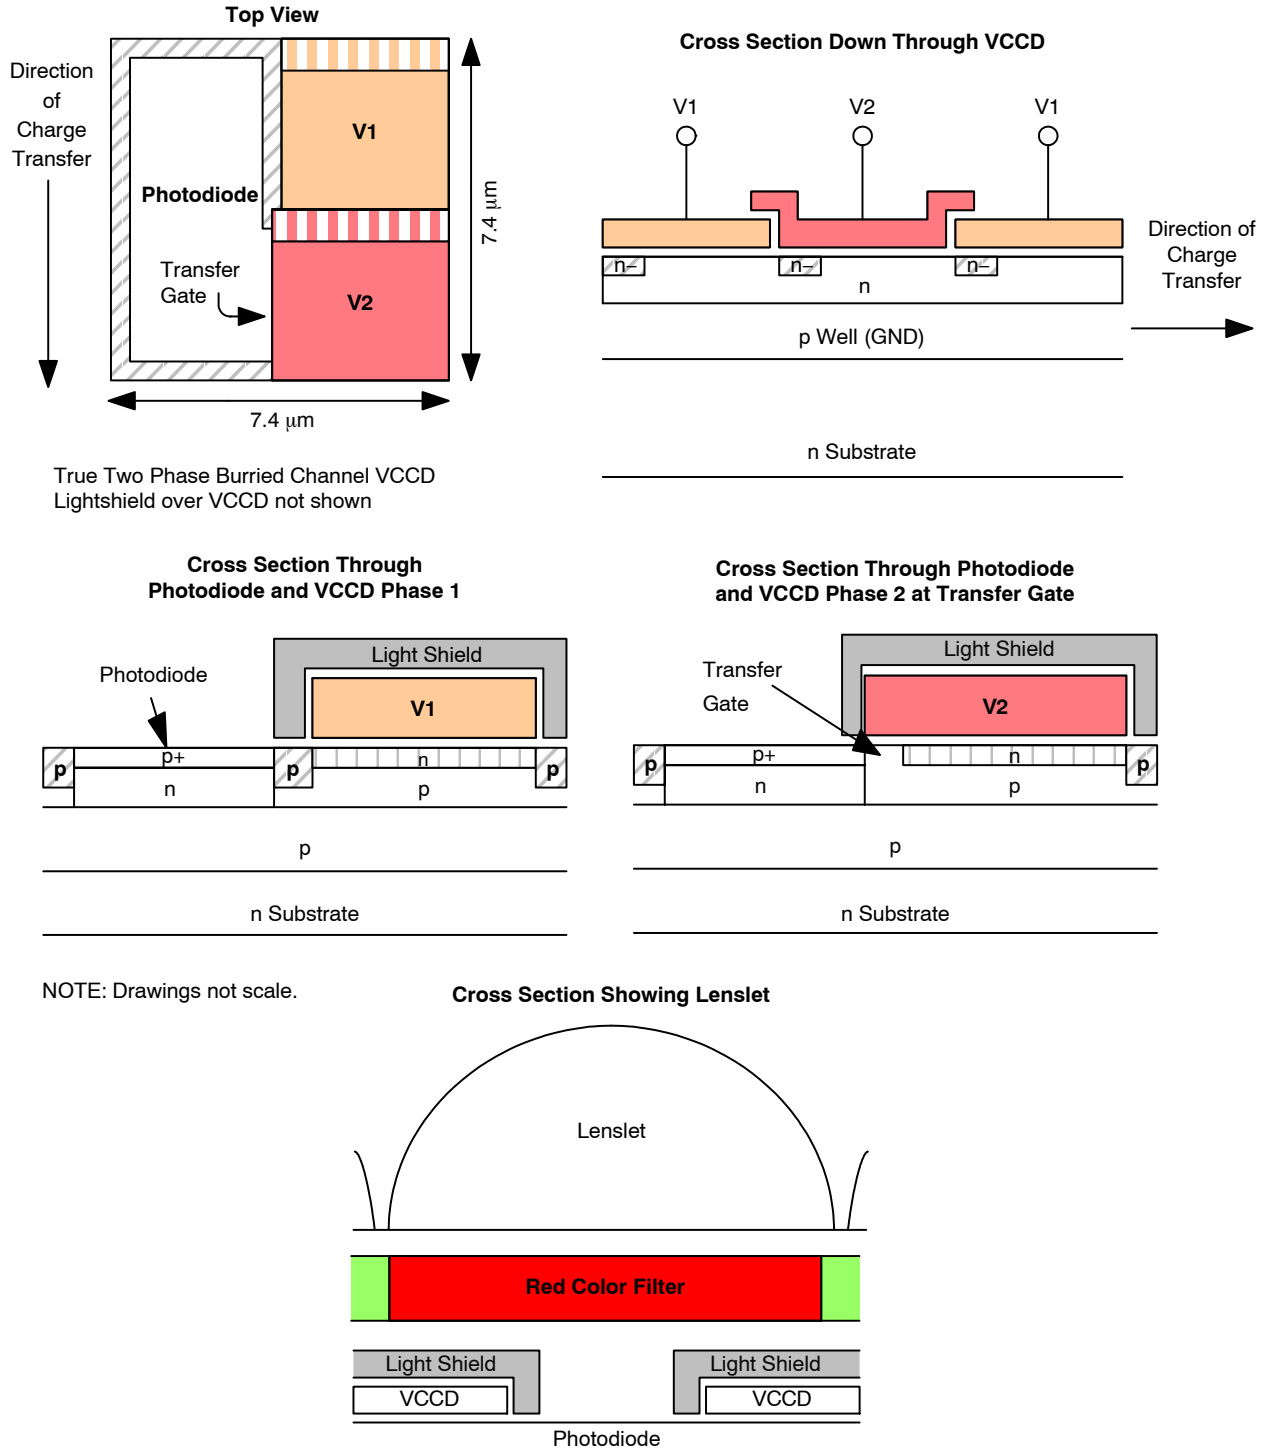 Top View
Direction
of
Charge
Transfer
V1
Photodiode
Transfer
Gate
V2
7.4 μm
7.4 μm
True Two Phase Burried Channel VCCD
Lightshield over VCCD not shown
Cross Section Down Through VCCD
V1 V2 V1
n− n− n−
n
p Well (GND)
n Substrate
Direction of
Charge
Transfer
Cross Section Through
Photodiode and VCCD Phase 1
Light Shield
Photodiode
V1
p p+ p n p
n p
p
n Substrate
Cross Section Through Photodiode
and VCCD Phase 2 at Transfer Gate
Light Shield
Transfer
Gate
V2
p p+ n p
n p
p
n Substrate
NOTE: Drawings not scale.
Cross Section Showing Lenslet
Lenslet
Red Color Filter
Light Shield Light Shield
VCCD VCCD
Photodiode